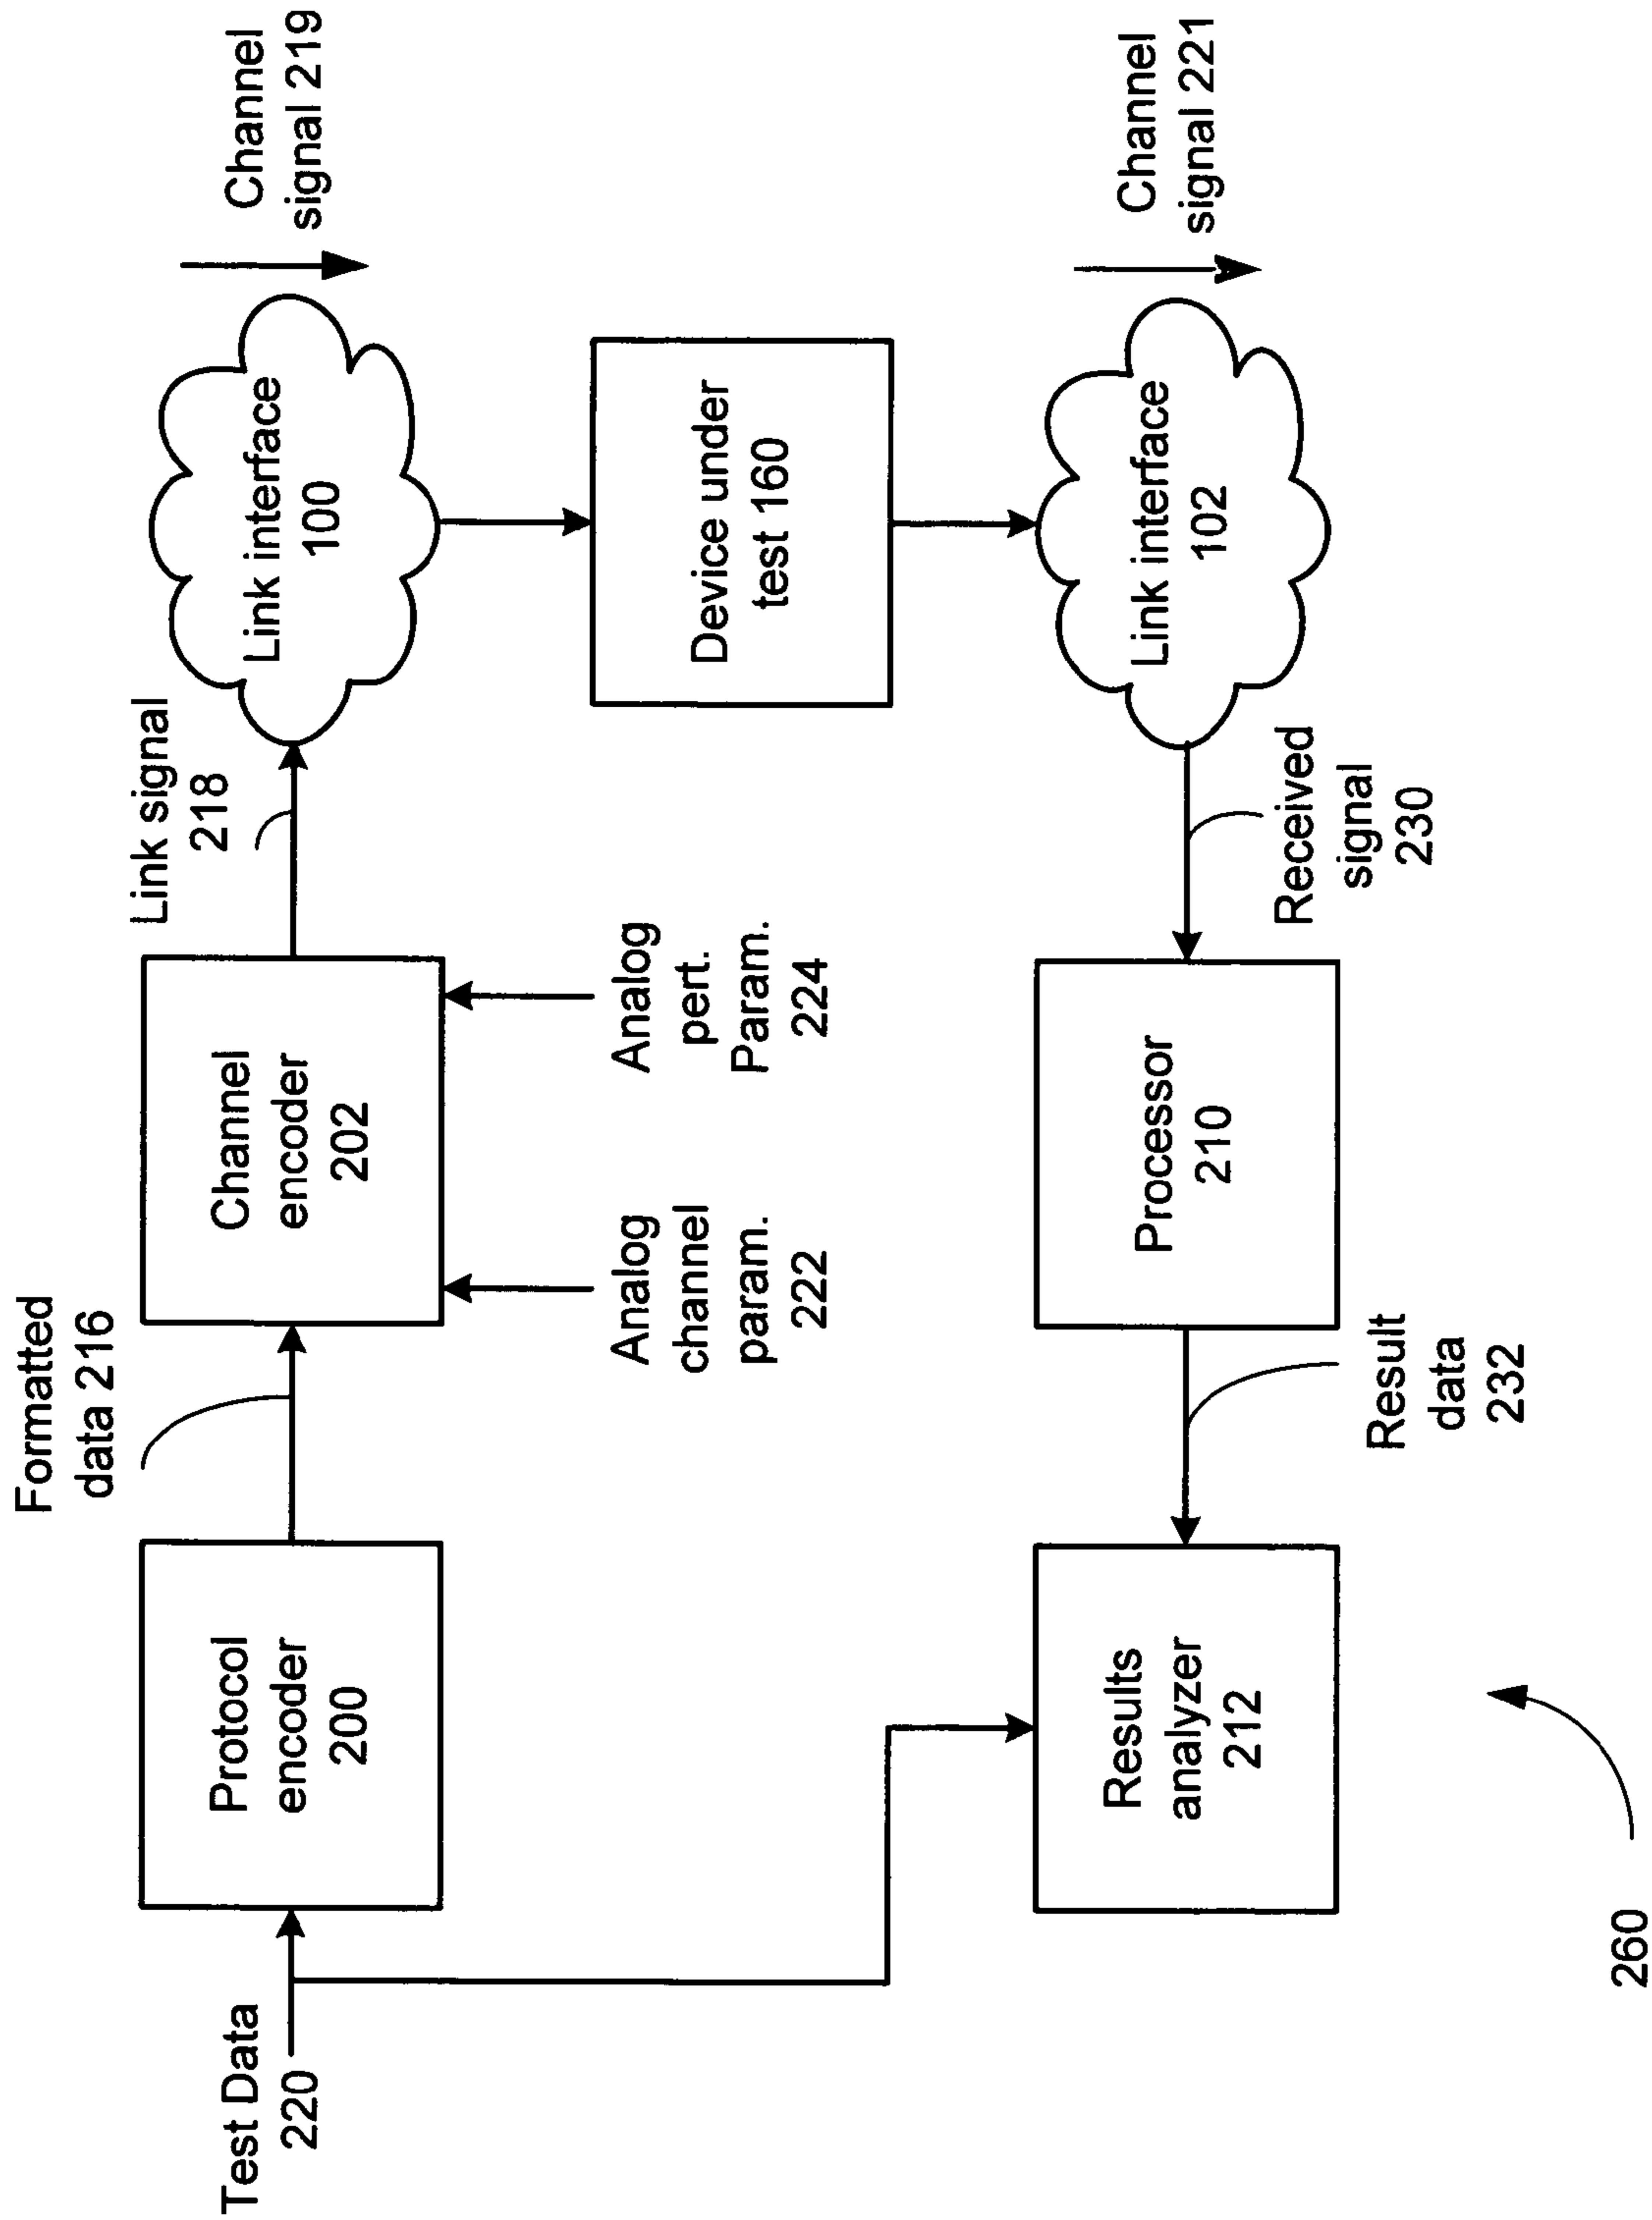 Test Data
220
Protocol
encoder
200
Formatted
data 216
Channel
encoder
202
Analog
channel
param.
222
Analog
pert.
Param.
224
Link signal
218
Link interface
100
Channel
signal 219
Device under
test 160
Link interface
102
Channel
signal 221
Received
signal
230
Processor
210
Result
data
232
Results
analyzer
212
260